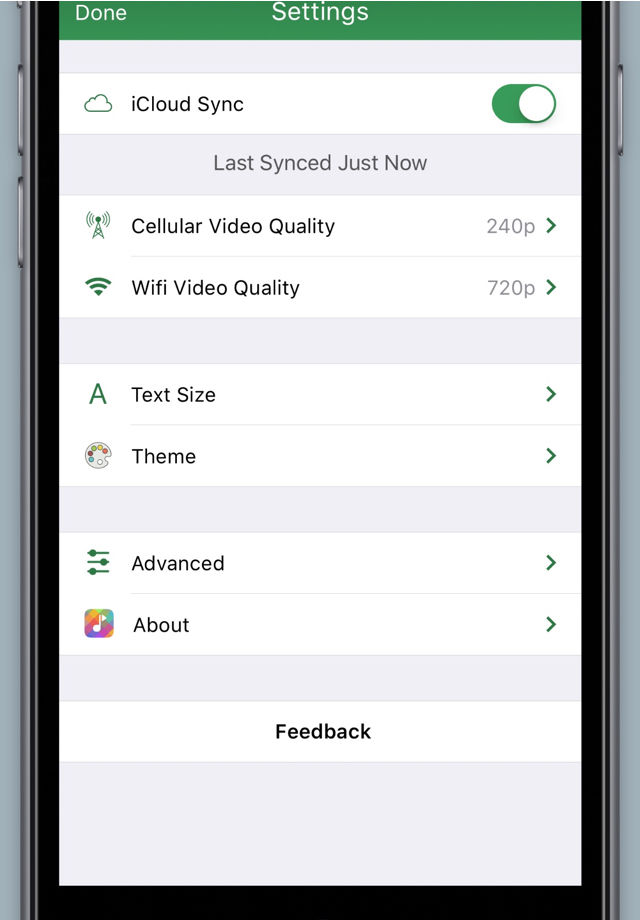 Done Settings
iCloud Sync
Last Synced Just Now
Cellular Video Quality 240p
Wifi Video Quality 720p
A Text Size
Theme
Advanced
About
Feedback